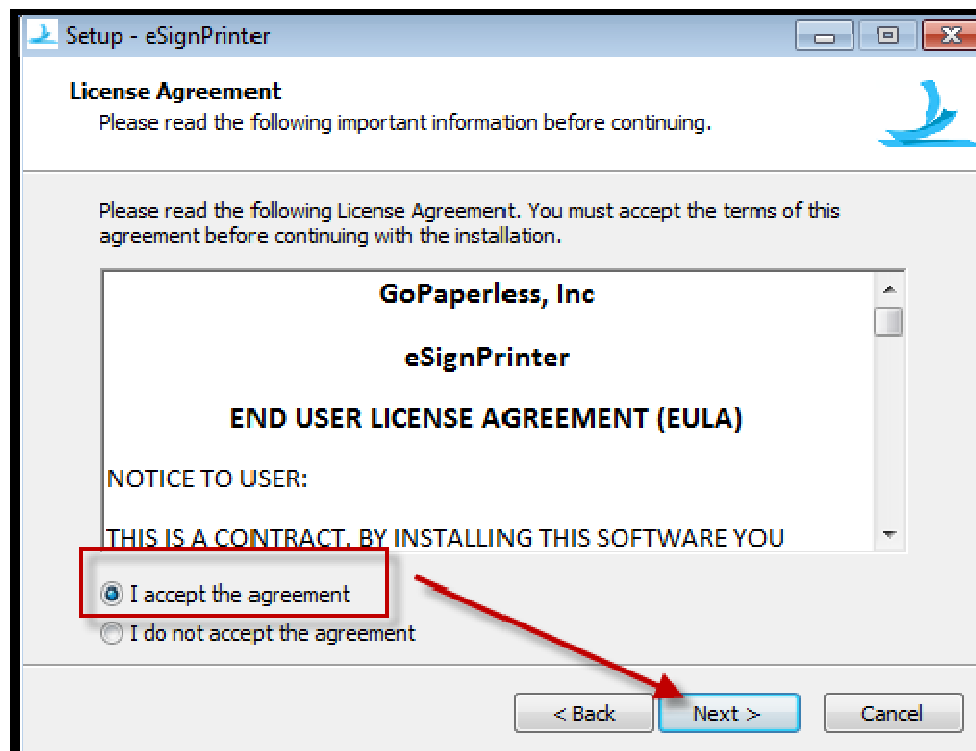 Setup - eSignPrinter
License Agreement
Please read the following important information before continuing.
Please read the following License Agreement. You must accept the terms of this
agreement before continuing with the installation.
GoPaperless, Inc
eSignPrinter
END USER LICENSE AGREEMENT (EULA)
NOTICE TO USER:
THIS IS A CONTRACT. BY INSTALLING THIS SOFTWARE YOU
I accept the agreement
I do not accept the agreement
< Back Next > Cancel